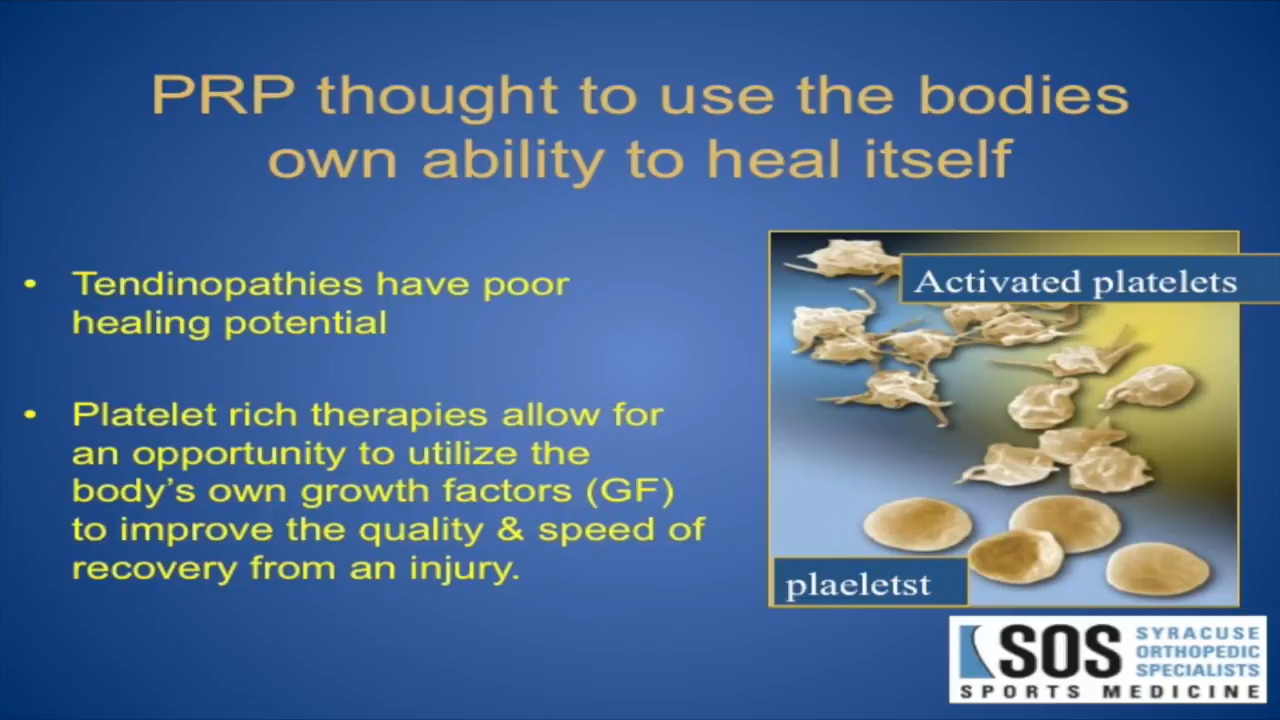 PRP thought to use the bodies
own ability to heal itself
• Tendinopathies have poor
healing potential
• Platelet rich therapies allow for
an opportunity to utilize the
body’s own growth factors (GF)
to improve the quality & speed of
recovery from an injury.
Activated platelets
plaeletst
SOS
SYRACUSE
ORTHOPEDIC
SPECIALISTS
SPORTS MEDICINE